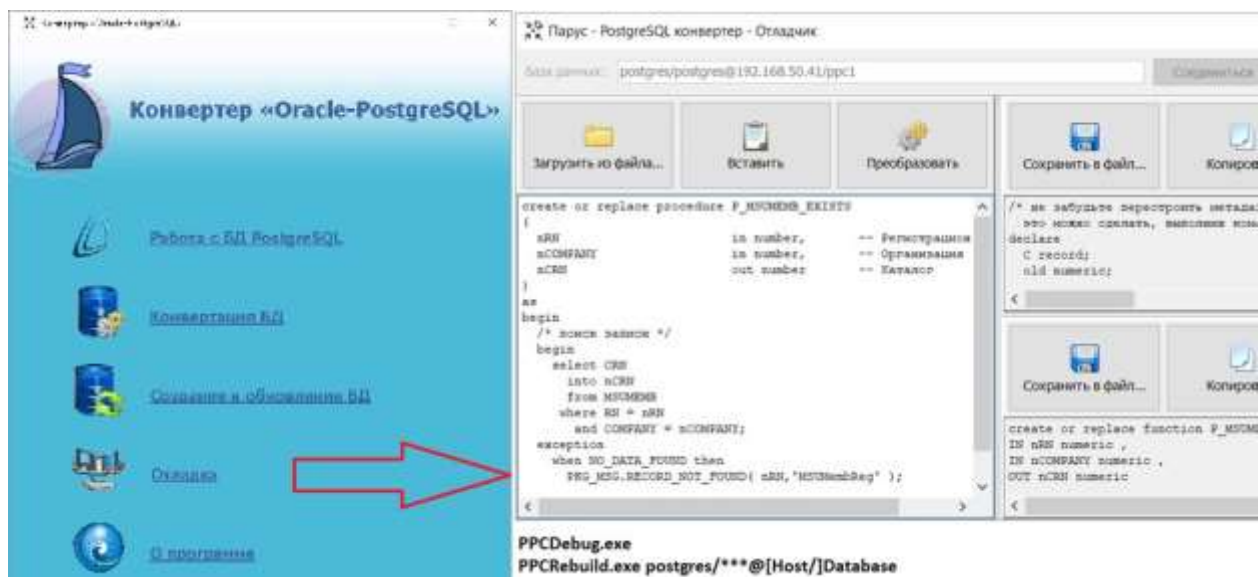 Конвертер «Oracle-PostgreSQL»
Конвертер «Oracle-PostgreSQL»
Работа с БД PostgreSQL
Конвертация БД
Создание и обновление БД
Отладка
О программе
Парус - PostgreSQL конвертер - Отладчик
База данных: postgres/postgres@192.168.50.41/ppc1 Соединиться
Загрузить из файла... Вставить Преобразовать
create or replace procedure P_MSUMEMB_EXISTS
(
nRN in number, -- Регистрацион
nCOMPANY in number, -- Организация
nCRN out number -- Каталог
)
as
begin
/* поиск записи */
begin
select CRN
into nCRN
from MSUMEMB
where RN = nRN
and COMPANY = nCOMPANY;
exception
when NO_DATA_FOUND then
PKG_MSG.RECORD_NOT_FOUND( nRN,'MSUMembReg' );
Сохранить в файл... Копиров
/* не забудьте перестроить метада
это можно сделать, выполнив
declare
C record;
old numeric;
Сохранить в файл... Копиров
create or replace function P_MSUME
IN nRN numeric ,
IN nCOMPANY numeric ,
OUT nCRN numeric
PPCDebug.exe
PPCRebuild.exe postgres/***@[Host/]Database